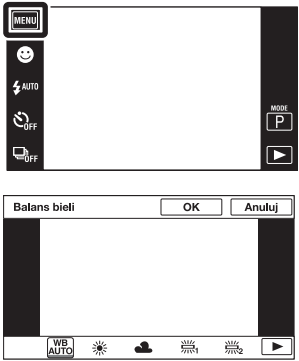 MENU
AUTO
OFF
MODE
P
OFF
Balans bieli OK Anuluj
WB
AUTO 1 2